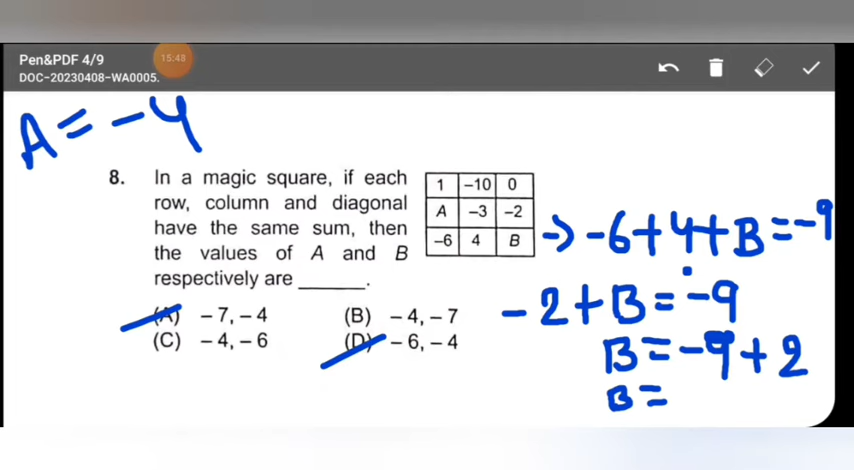 Pen&PDF 4/9
15:48
DOC-20230408-WA0005.
A = -4
8. In a magic square, if each
row, column and diagonal
have the same sum, then
the values of A and B
respectively are ______.
1 -10 0
A -3 -2
-6 4 B
(A) -7, -4
(B) -4, -7
(C) -4, -6
(D) -6, -4
→ -6+4+B=-9
-2+B=-9
B=-9+2
B=